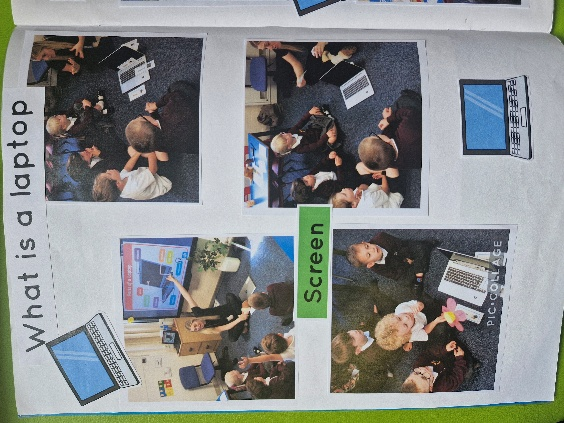 What is a laptop
Screen
PIC•COLLAGE